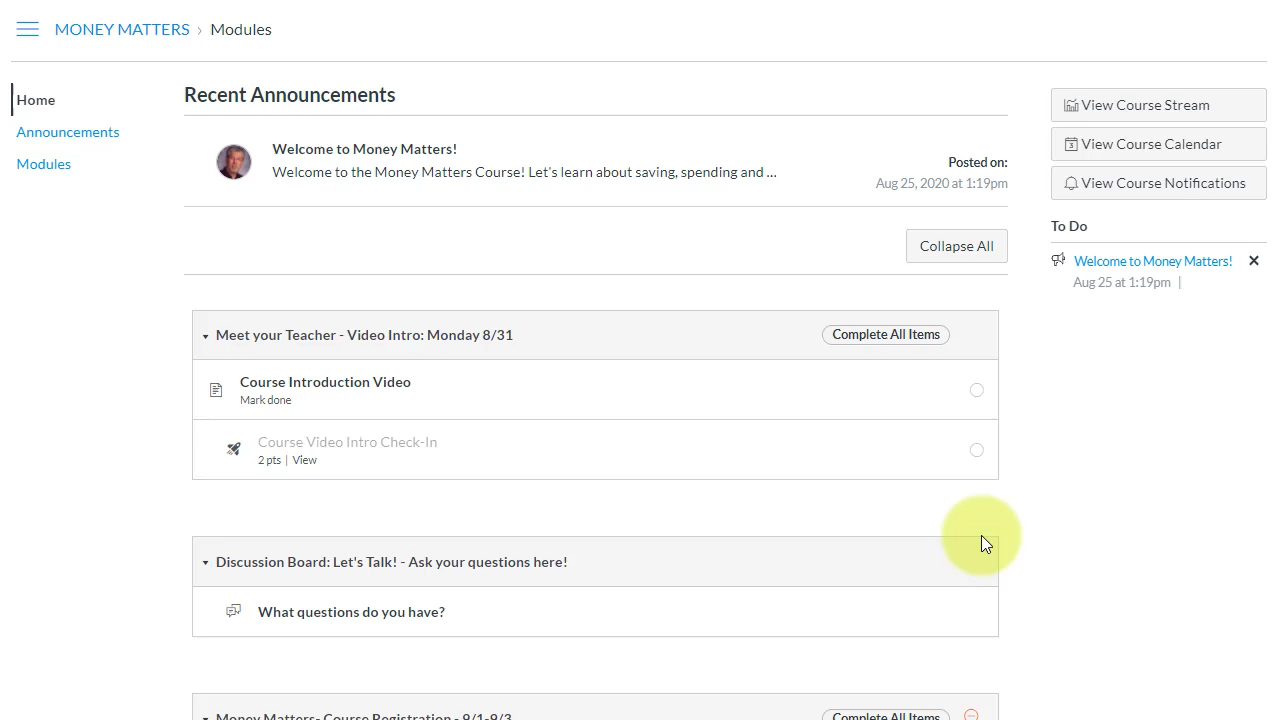 MONEY MATTERS › Modules
Home
Announcements
Modules
Recent Announcements
Welcome to Money Matters!
Welcome to the Money Matters Course! Let's learn about saving, spending and ...
Posted on:
Aug 25, 2020 at 1:19pm
Collapse All
Meet your Teacher - Video Intro: Monday 8/31
Complete All Items
Course Introduction Video
Mark done
Course Video Intro Check-In
2 pts | View
Discussion Board: Let's Talk! - Ask your questions here!
What questions do you have?
Money Matters- Course Registration - 9/1-9/3
Complete All Items
View Course Stream
View Course Calendar
View Course Notifications
To Do
Welcome to Money Matters!
Aug 25 at 1:19pm |